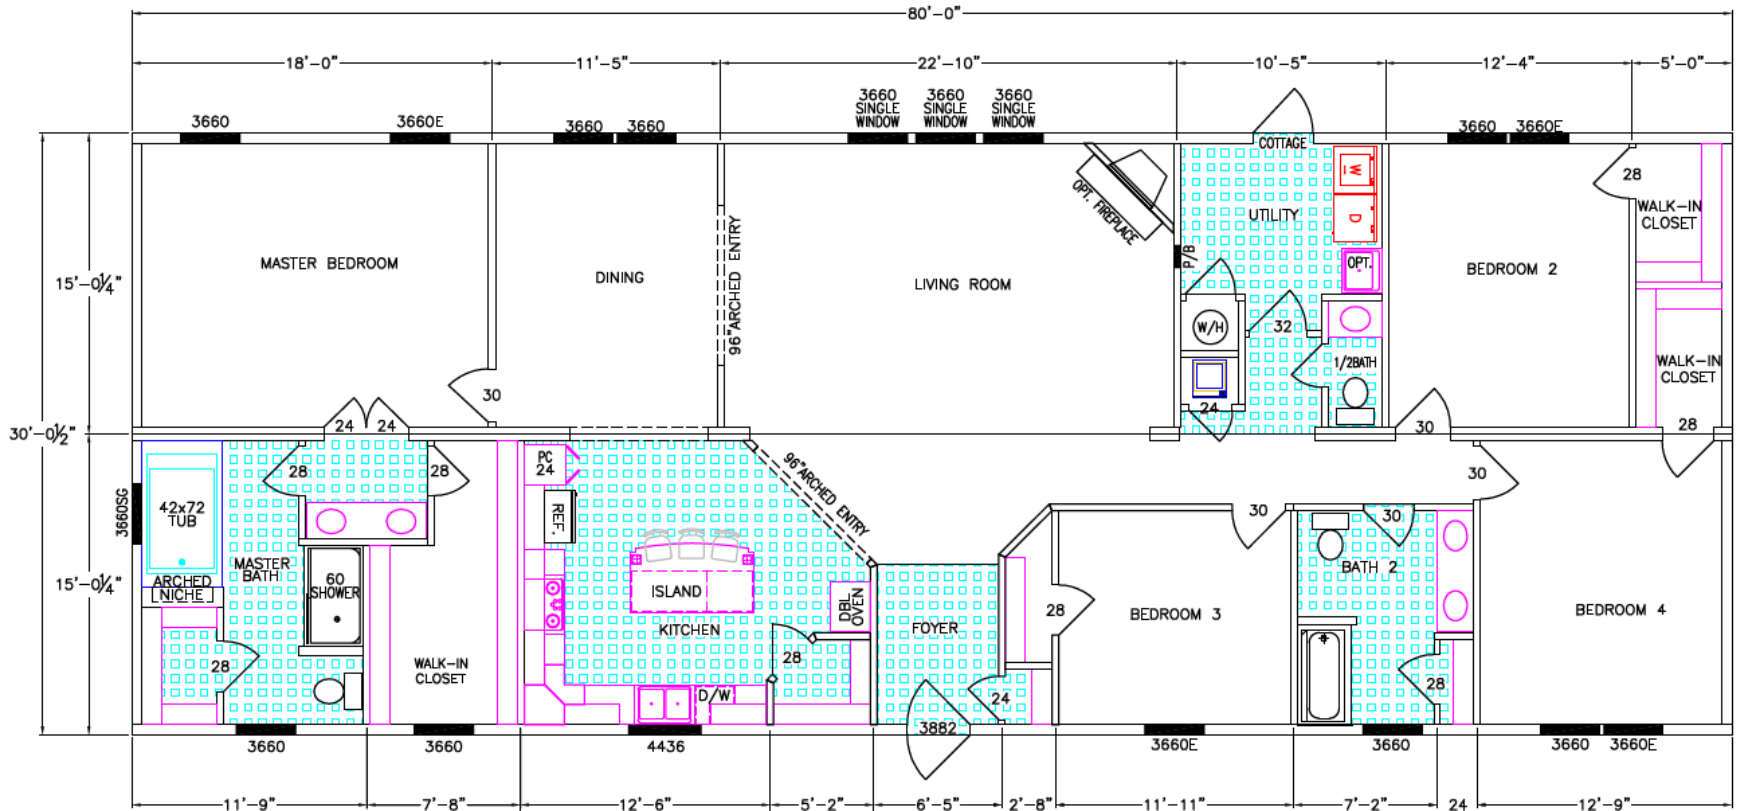 80'-0"
18'-0" 11'-5" 22'-10" 10'-5" 12'-4" 5'-0"
3660 3660E 3660 3660
3660 SINGLE WINDOW
3660 SINGLE WINDOW
3660 SINGLE WINDOW
3660 3660E
COTTAGE
W
D
28
WALK-IN
CLOSET
UTILITY
OPT. FIREPLACE
P/B
OPT.
MASTER BEDROOM
DINING
96"ARCHED ENTRY
LIVING ROOM
BEDROOM 2
15'-0¼"
W/H
32
1/2BATH
WALK-IN
CLOSET
30
24
24 24
30
28
30'-0½"
28
28
PC
24
96"ARCHED ENTRY
30
3660SG
42x72
TUB
REF.
30
30
MASTER
BATH
ARCHED
NICHE
60
SHOWER
15'-0¼"
ISLAND
DBL
OVEN
KITCHEN
FOYER
28
BEDROOM 3
BATH 2
BEDROOM 4
28
WALK-IN
CLOSET
28
D/W
24
28
3882
3660 3660 4436 3660E 3660 3660 3660E
11'-9" 7'-8" 12'-6" 5'-2" 6'-5" 2'-8" 11'-11" 7'-2" 24 12'-9"